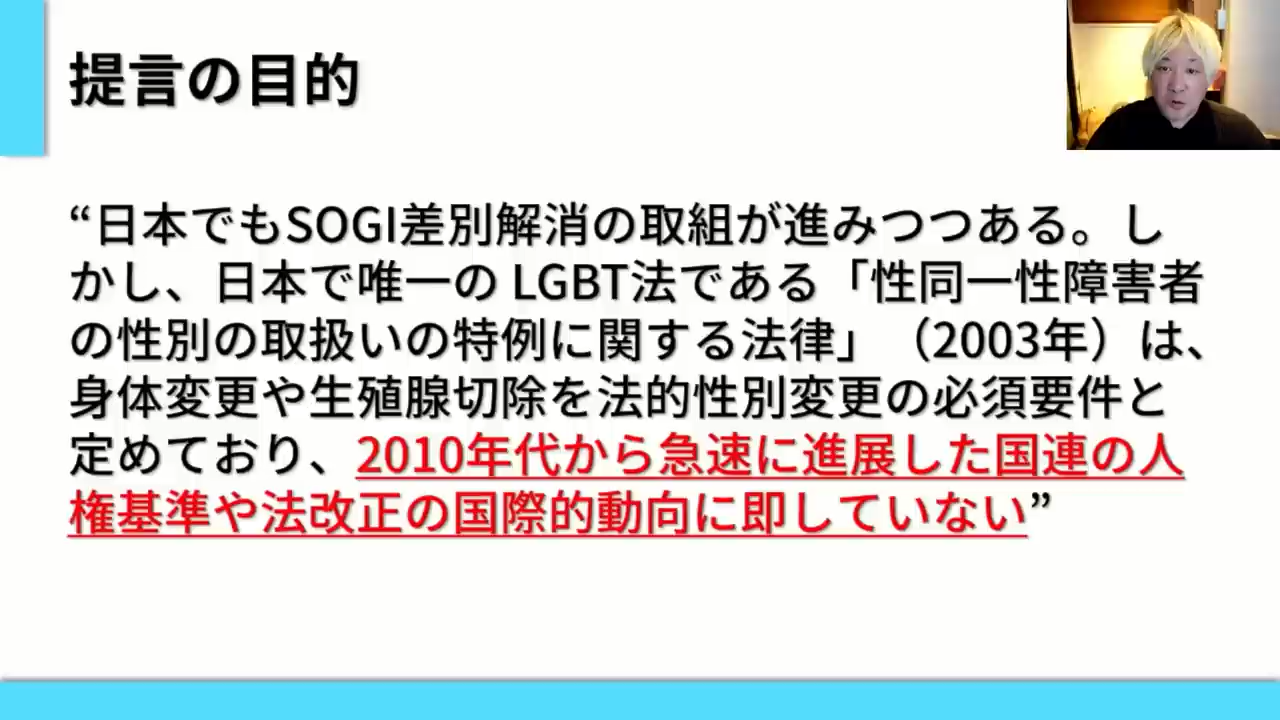 提言の目的
“日本でもSOGI差別解消の取組が進みつつある。し
かし、日本で唯一の LGBT法である「性同一性障害者
の性別の取扱いの特例に関する法律」（2003年）は、
身体変更や生殖腺切除を法的性別変更の必須要件と
定めており、2010年代から急速に進展した国連の人
権基準や法改正の国際的動向に即していない”